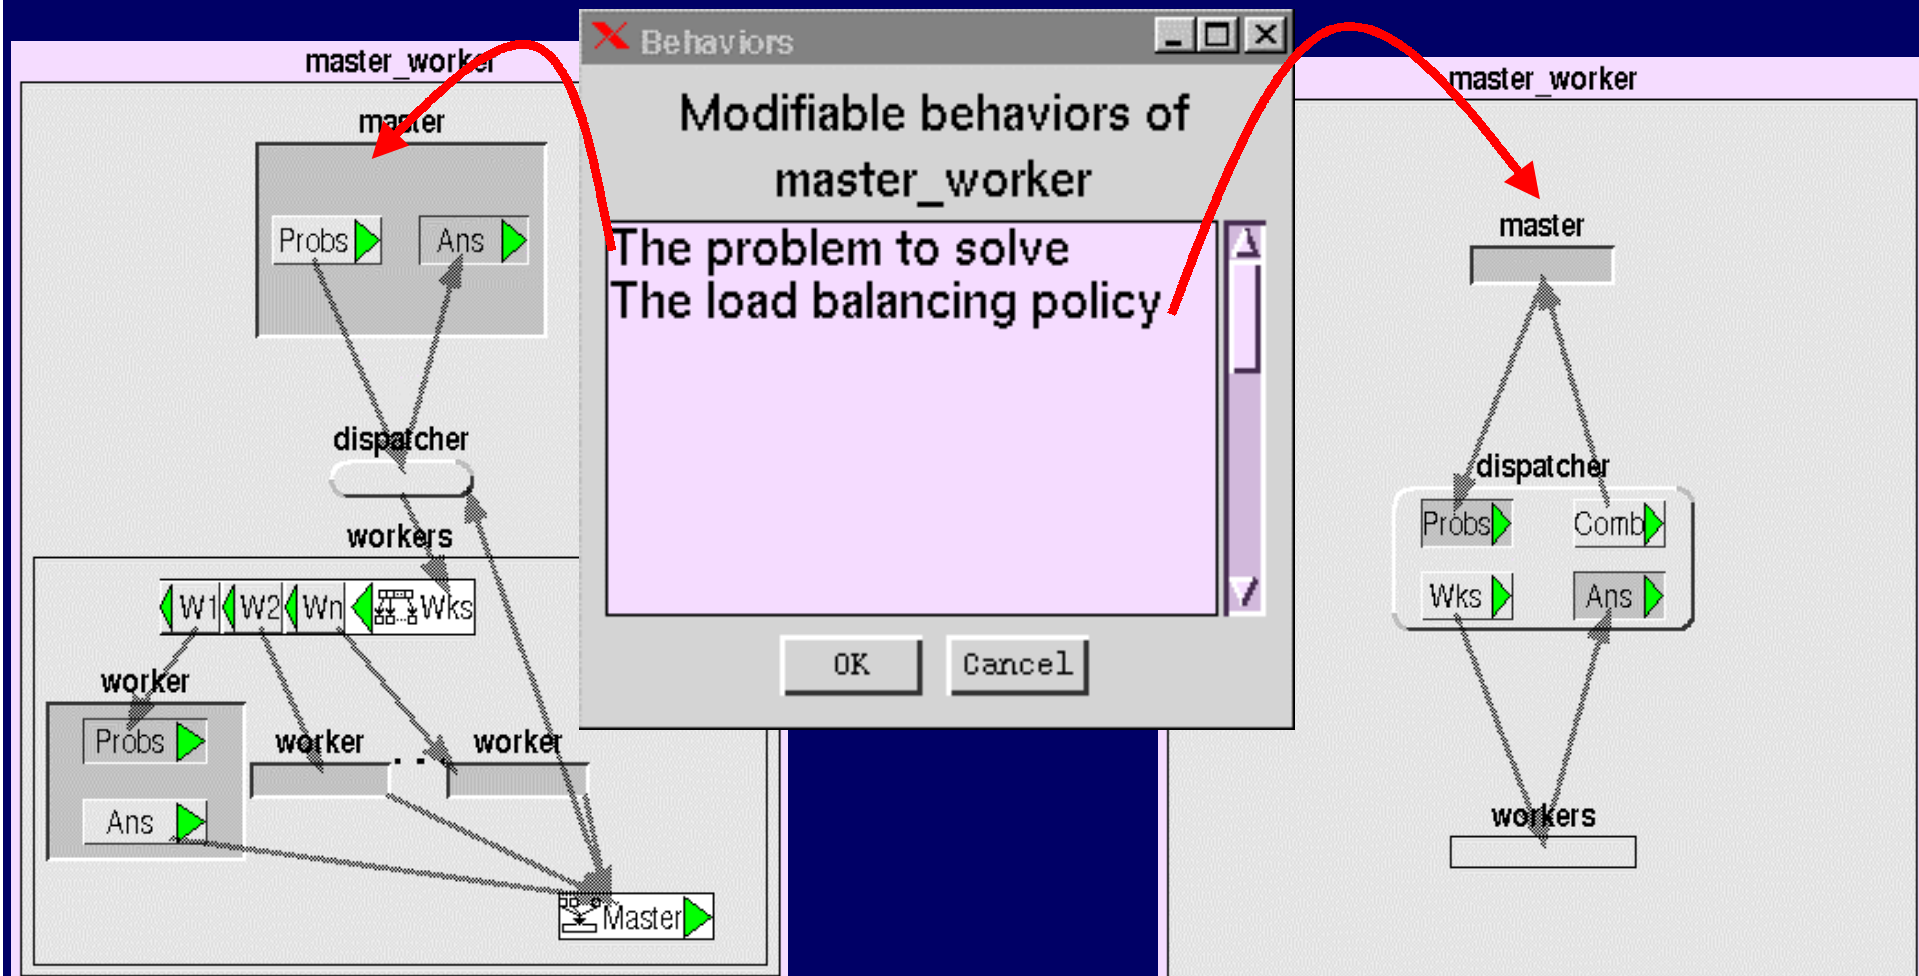 master_worker
master
Probs
Ans
dispatcher
workers
W1
W2
Wn
Wks
worker
Probs
Ans
worker
. . .
worker
Master
Behaviors
Modifiable behaviors of
master_worker
The problem to solve
The load balancing policy
OK
Cancel
master_worker
master
dispatcher
Probs
Comb
Wks
Ans
workers